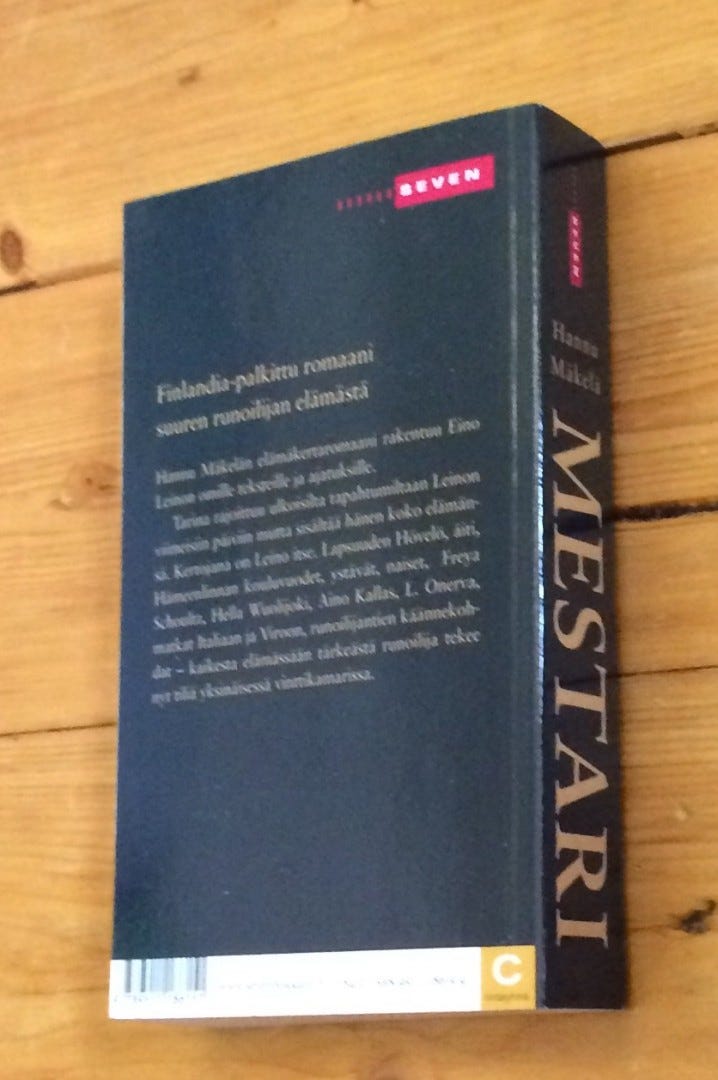 SEVEN
Finlandia-palkittu romaani
suuren runoilijan elämästä
Hannu Mäkelän elämäkertaromaani rakentuu Eino
Leinon omille teksteille ja ajatuksille.
Tarina rajoittuu ulkoisilta tapahtumiltaan Leinon
viimeisiin päiviin mutta sisältää hänen koko elämän-
sä. Kertojana on Leino itse. Lapsuuden Hövelö, äiti,
Hämeenlinnan kouluvuodet, ystävät, naiset, Freya
Schoultz, Hella Wuolijoki, Aino Kallas, L. Onerva,
matkat Italiaan ja Viroon, runoilijantien käännekoh-
dat – kaikesta elämässään tärkeästä runoilija tekee
nyt tiliä yksinäisessä vinttikamarissa.
C
SEVEN
Hannu
Mäkelä
MESTARI